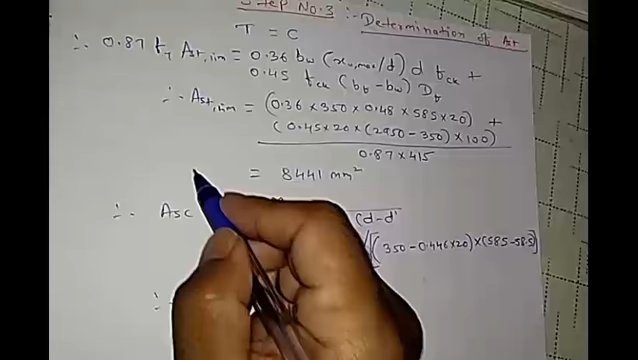 Step No.3 :- Determination of Ast
T = C
∴ 0.87 fy Ast,lim = 0.36 bw (xu,max/d) d fck +
0.45 fck (bf - bw) Df
∴ Ast,lim = (0.36 × 350 × 0.48 × 585 × 20) +
(0.45 × 20 × (2950 - 350) × 100)
0.87 × 415
= 8441 mm²
∴ Asc (d-d'
/[(350 - 0.446×20) × (585-58.5)
∴